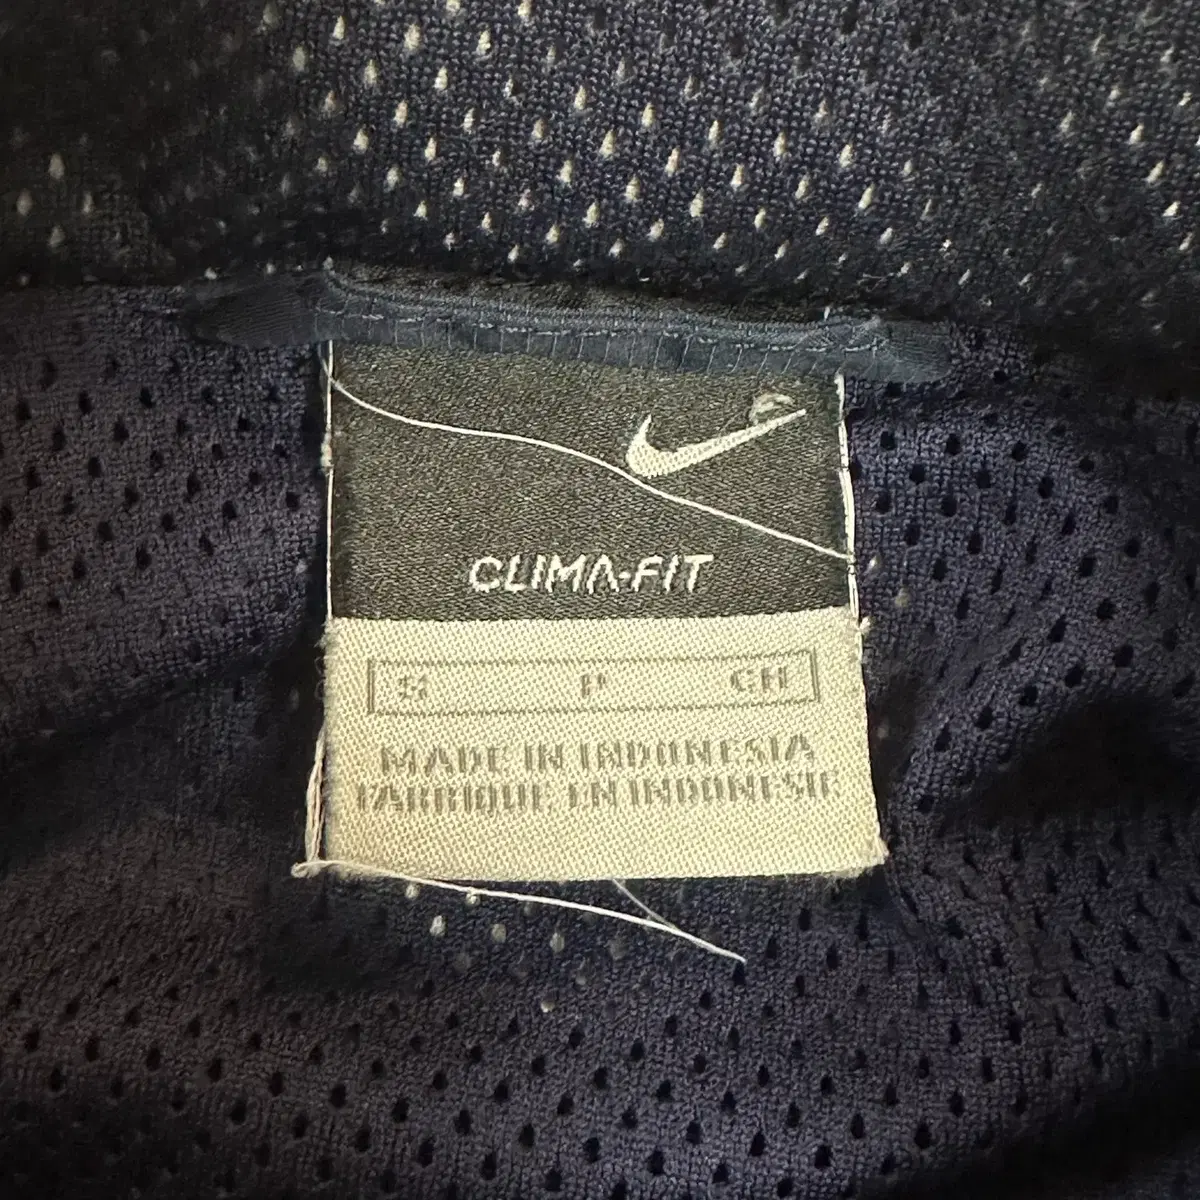 CLIMA-FIT
S P CH
MADE IN INDONESIA
FABRIQUE EN INDONESIE